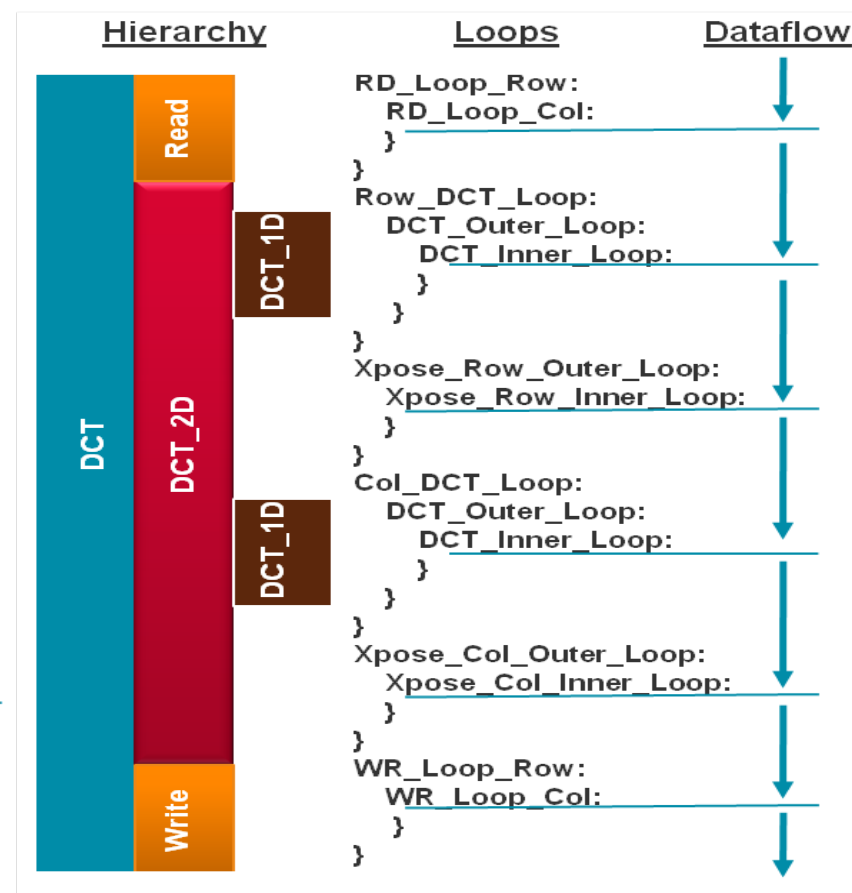 Hierarchy Loops Dataflow
DCT
Read
DCT_2D
DCT_1D
DCT_1D
Write
RD_Loop_Row:
RD_Loop_Col:
}
}
Row_DCT_Loop:
DCT_Outer_Loop:
DCT_Inner_Loop:
}
}
}
Xpose_Row_Outer_Loop:
Xpose_Row_Inner_Loop:
}
}
Col_DCT_Loop:
DCT_Outer_Loop:
DCT_Inner_Loop:
}
}
}
Xpose_Col_Outer_Loop:
Xpose_Col_Inner_Loop:
}
}
WR_Loop_Row:
WR_Loop_Col:
}
}